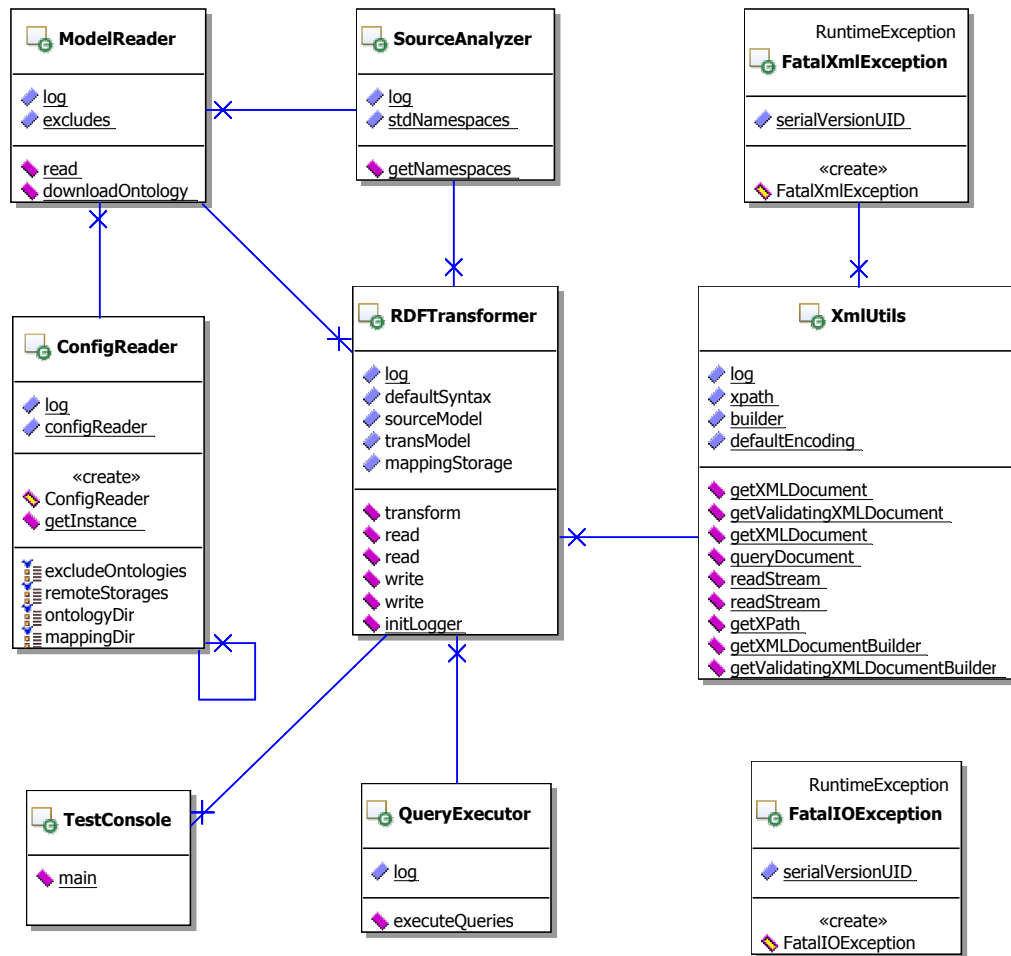 ModelReader
log
excludes
read
downloadOntology
SourceAnalyzer
log
stdNamespaces
getNamespaces
RuntimeException
FatalXmlException
serialVersionUID
«create»
FatalXmlException
ConfigReader
log
configReader
«create»
ConfigReader
getInstance
excludeOntologies
remoteStorages
ontologyDir
mappingDir
RDFTransformer
log
defaultSyntax
sourceModel
transModel
mappingStorage
transform
read
read
write
write
initLogger
XmlUtils
log
xpath
builder
defaultEncoding
getXMLDocument
getValidatingXMLDocument
getXMLDocument
queryDocument
readStream
readStream
getXPath
getXMLDocumentBuilder
getValidatingXMLDocumentBuilder
TestConsole
main
QueryExecutor
log
executeQueries
RuntimeException
FatalIOException
serialVersionUID
«create»
FatalIOException